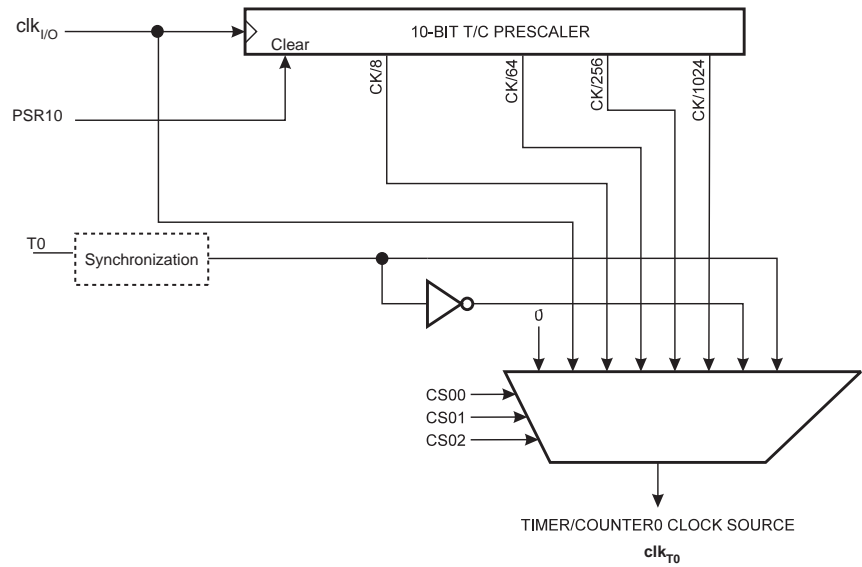 clkI/O
10-BIT T/C PRESCALER
Clear
CK/8
CK/64
CK/256
CK/1024
PSR10
T0
Synchronization
0
CS00
CS01
CS02
TIMER/COUNTER0 CLOCK SOURCE
clkT0